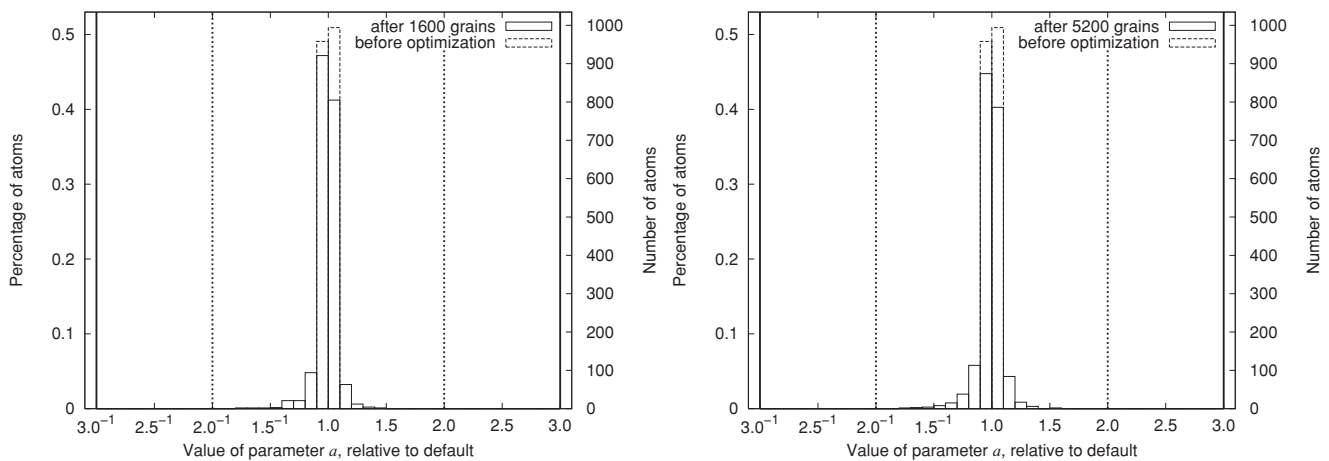 after 1600 grains
before optimization
0.5
0.4
0.3
0.2
0.1
0
1000
900
800
700
600
500
400
300
200
100
0
Percentage of atoms
Number of atoms
3.0⁻¹ 2.5⁻¹ 2.0⁻¹ 1.5⁻¹ 1.0 1.5 2.0 2.5 3.0
Value of parameter a, relative to default
after 5200 grains
before optimization
0.5
0.4
0.3
0.2
0.1
0
1000
900
800
700
600
500
400
300
200
100
0
Percentage of atoms
Number of atoms
3.0⁻¹ 2.5⁻¹ 2.0⁻¹ 1.5⁻¹ 1.0 1.5 2.0 2.5 3.0
Value of parameter a, relative to default